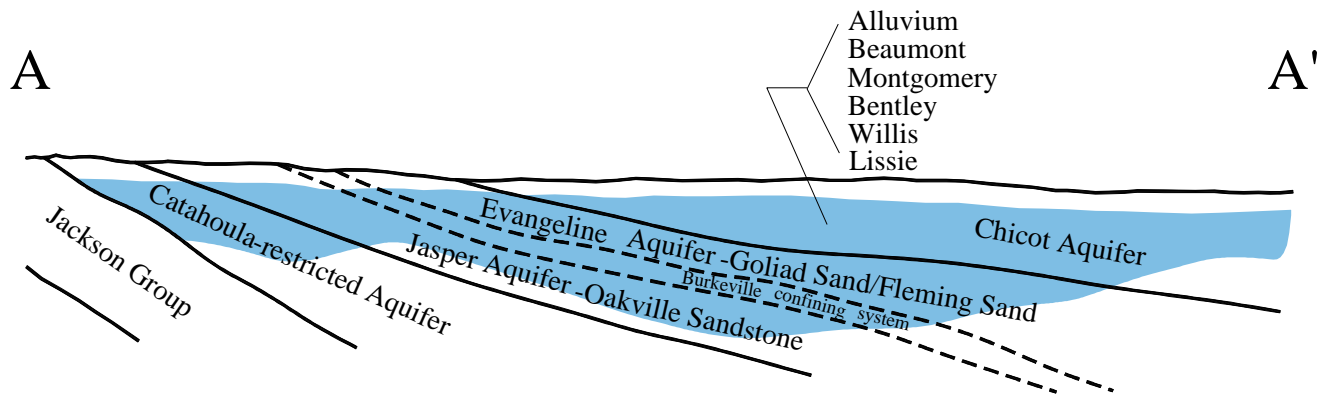 Alluvium
Beaumont
Montgomery
Bentley
Willis
Lissie
A
A'
Jackson Group
Catahoula-restricted Aquifer
Jasper Aquifer-Oakville Sandstone
Evangeline Aquifer-Goliad Sand/Fleming Sand
Burkeville confining system
Chicot Aquifer